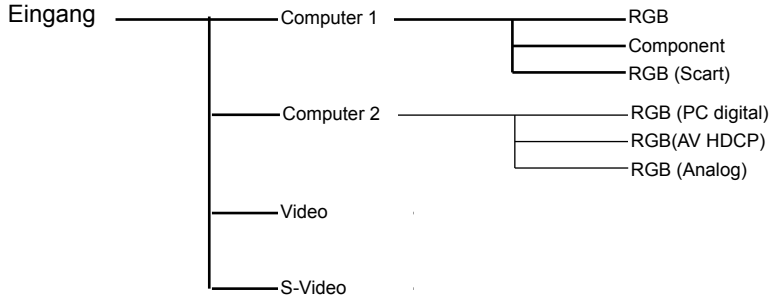 Eingang
Computer 1
RGB
Component
RGB (Scart)
Computer 2
RGB (PC digital)
RGB(AV HDCP)
RGB (Analog)
Video
S-Video